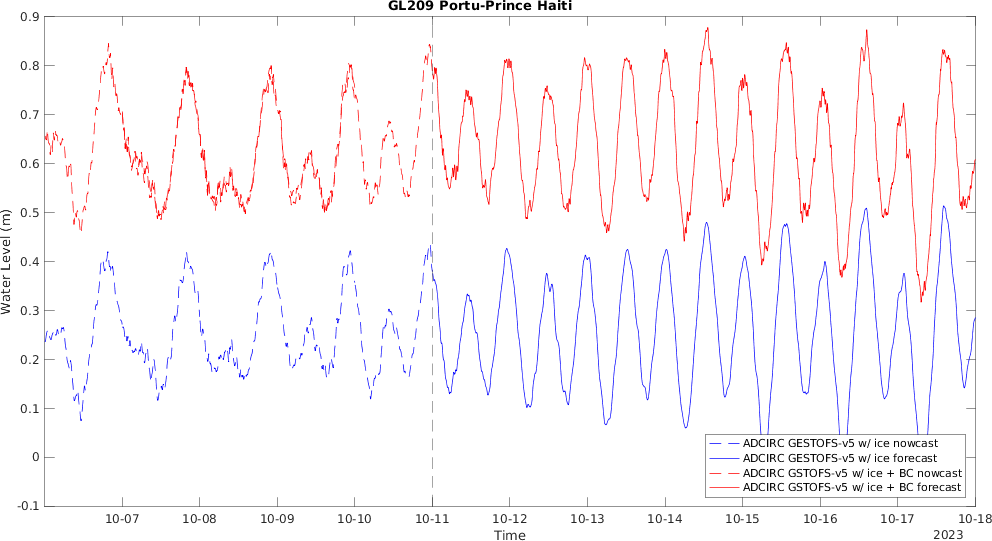 GL209 Portu-Prince Haiti
0.9
0.8
0.7
0.6
0.5
0.4
0.3
0.2
0.1
0
-0.1
Water Level (m)
ADCIRC GESTOFS-v5 w/ ice nowcast
ADCIRC GESTOFS-v5 w/ ice forecast
ADCIRC GSTOFS-v5 w/ ice + BC nowcast
ADCIRC GSTOFS-v5 w/ ice + BC forecast
10-07 10-08 10-09 10-10 10-11 10-12 10-13 10-14 10-15 10-16 10-17 10-18
Time
2023